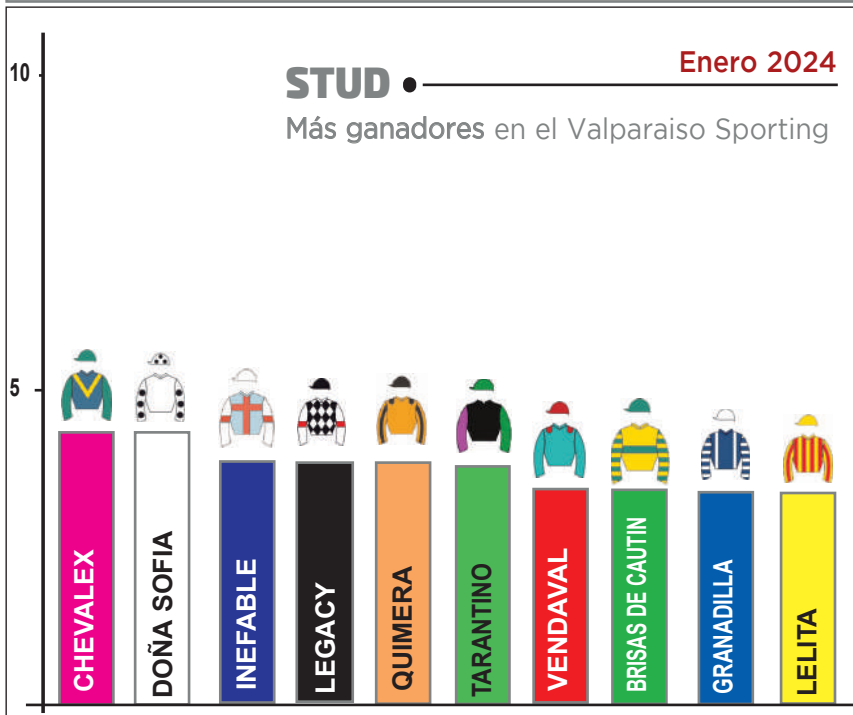 10
Enero 2024
STUD
Más ganadores en el Valparaiso Sporting
5
CHEVALEX
DOÑA SOFIA
INEFABLE
LEGACY
QUIMERA
TARANTINO
VENDAVAL
BRISAS DE CAUTIN
GRANADILLA
LELITA